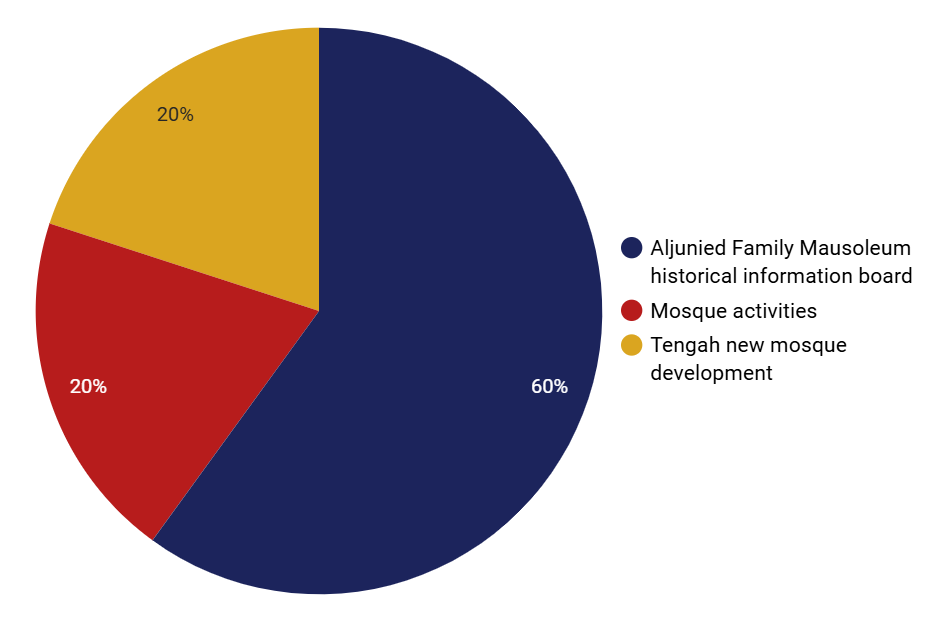 20%
20%
60%
Aljunied Family Mausoleum
historical information board
Mosque activities
Tengah new mosque
development